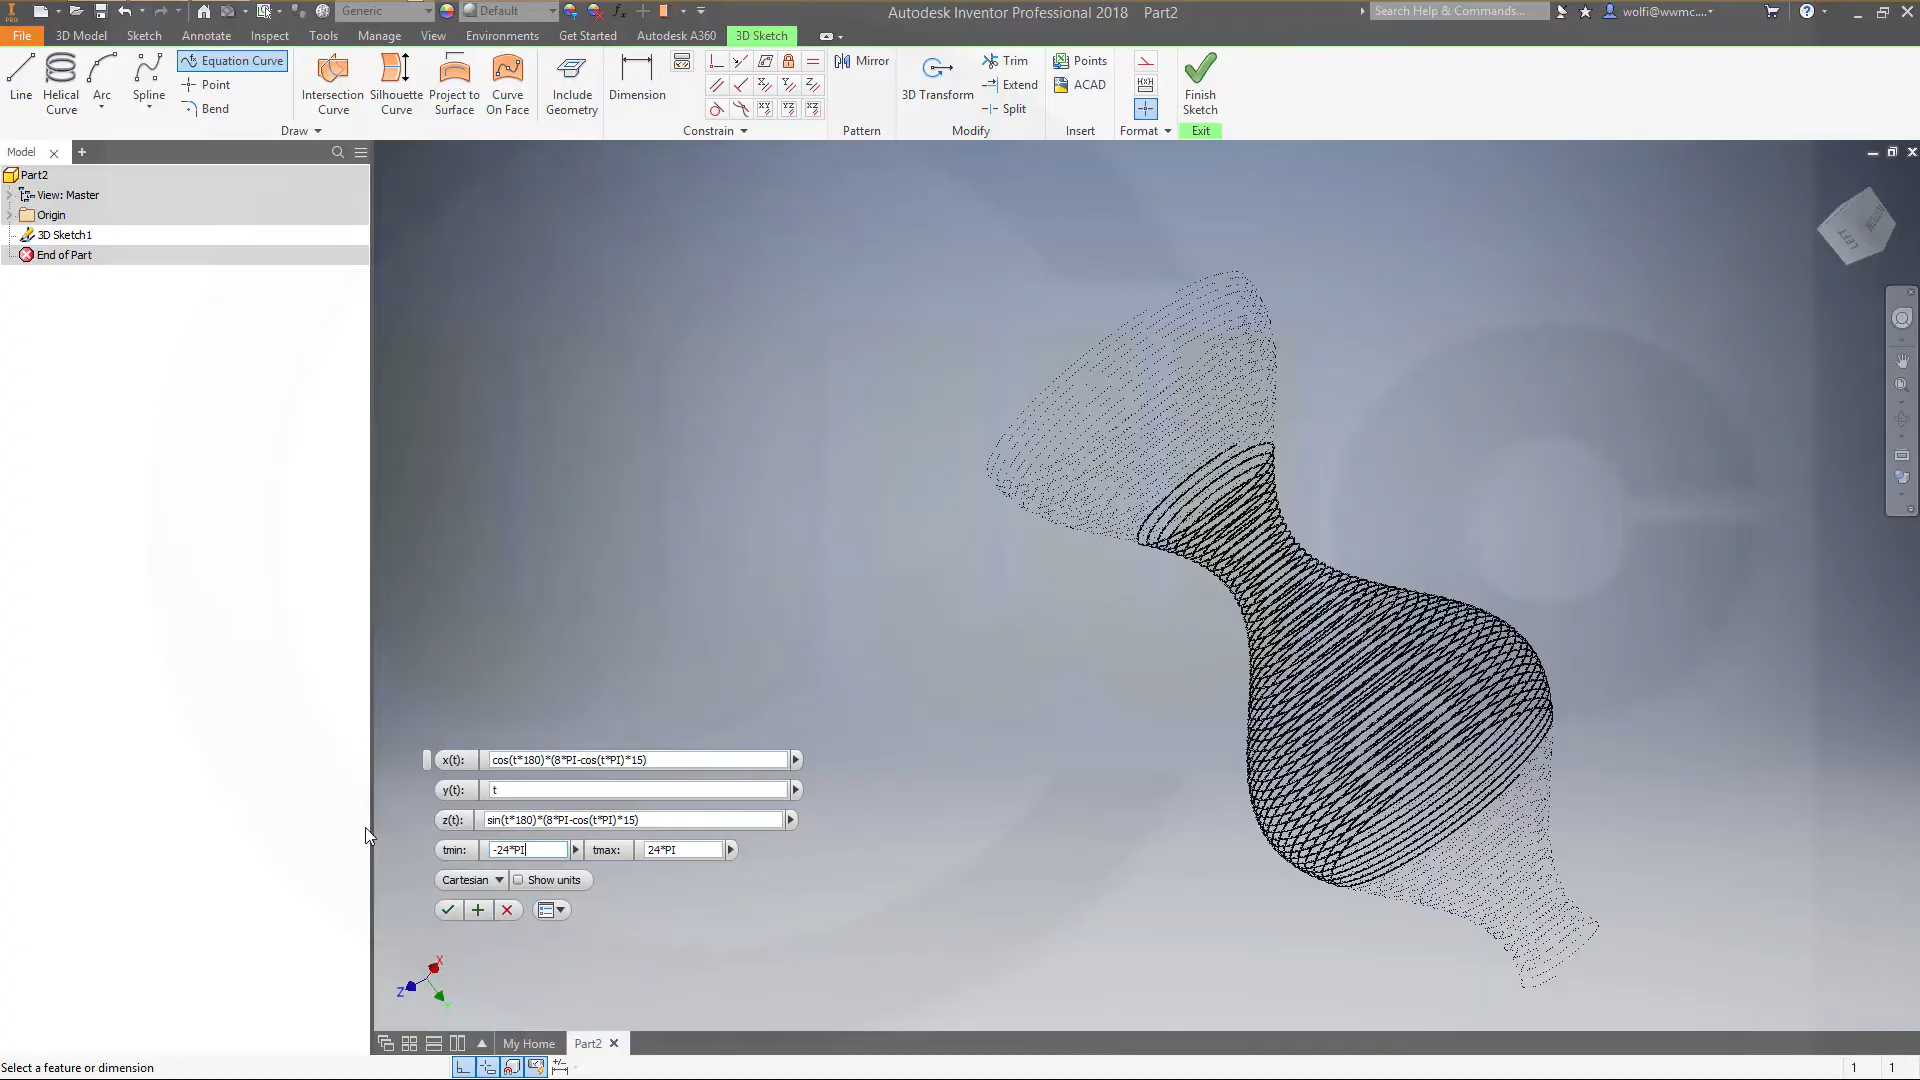 Generic
Default
Autodesk Inventor Professional 2018 Part2
Search Help & Commands...
wolfi@wwmc....
File 3D Model Sketch Annotate Inspect Tools Manage View Environments Get Started Autodesk A360 3D Sketch
Line
Helical Curve
Arc
Spline
Equation Curve
Point
Bend
Intersection Curve
Silhouette Curve
Project to Surface
Curve On Face
Include Geometry
Dimension
Mirror
3D Transform
Trim
Extend
Split
Points
ACAD
Finish Sketch
Draw Constrain Pattern Modify Insert Format Exit
Model
Part2
View: Master
Origin
3D Sketch1
End of Part
LEFT
x(t): cos(t*180)*(8*PI-cos(t*PI)*15)
y(t): t
z(t): sin(t*180)*(8*PI-cos(t*PI)*15)
tmin: -24*PI tmax: 24*PI
Cartesian Show units
X
Z
My Home Part2
Select a feature or dimension
1 1